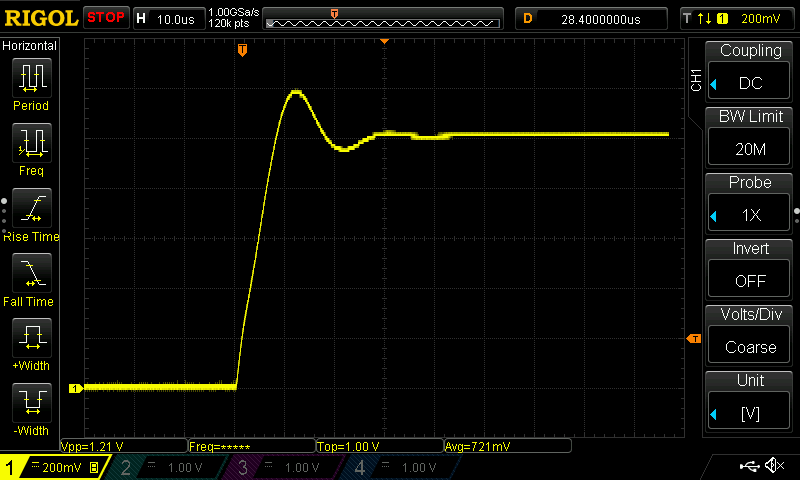 RIGOL STOP H 10.0us 1.00GSa/s 120k pts T D 28.4000000us T 1 200mV
Horizontal
Period
Freq
Rise Time
Fall Time
+Width
-Width
T
1
T
Vpp=1.21 V Freq=***** Top=1.00 V Avg=721mV
CH1
Coupling
DC
BW Limit
20M
Probe
1X
Invert
OFF
Volts/Div
Coarse
Unit
[V]
1 200mV B 2 1.00 V 3 1.00 V 4 1.00 V